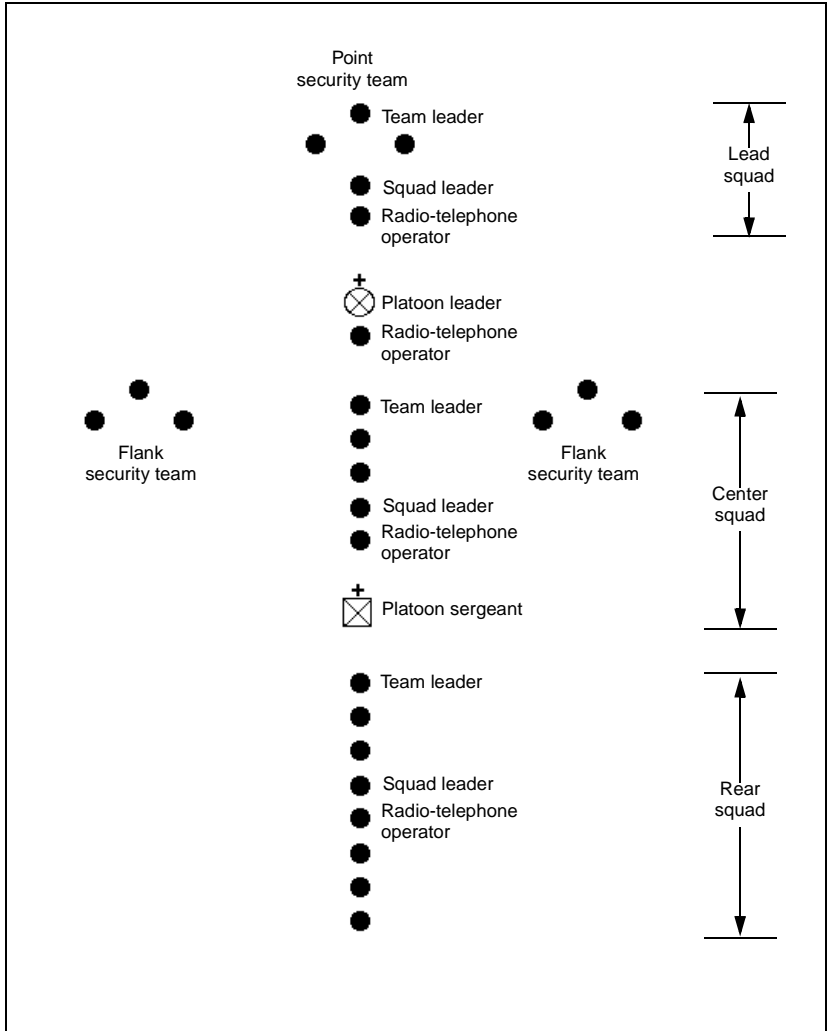 Point
security team
Team leader
Squad leader
Radio-telephone
operator
Lead
squad
Platoon leader
Radio-telephone
operator
Flank
security team
Team leader
Squad leader
Radio-telephone
operator
Platoon sergeant
Flank
security team
Center
squad
Team leader
Squad leader
Radio-telephone
operator
Rear
squad